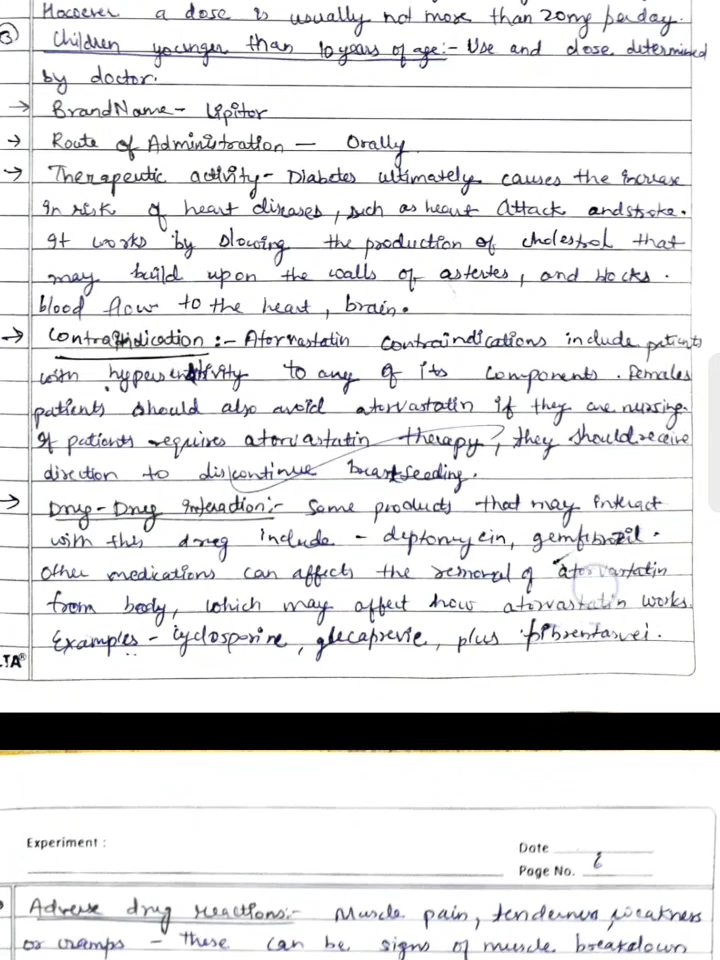 However a dose is usually not more than 20mg per day.
③ Children younger than 10 years of age:- Use and dose determined
by doctor.
→ Brand Name - Lipitor
→ Route of Administration - Orally
→ Therapeutic activity - Diabetes ultimately causes the increase
in risk of heart diseases, such as heart attack and stroke.
It works by slowing the production of cholestrol that
may build upon the walls of astertes, and blocks.
blood flow to the heart, brain.
→ Contraindication :- Atorvastatin contraindications include patients
with hypersensitivity to any of its components. Females
patients should also avoid atorvastatin if they are nursing.
If patients requires atorvastatin therapy, they should receive
direction to discontinue breastfeeding.
→ Drug-Drug Interaction:- Some products that may interact
with this drug include - deptomycin, gemfibrozil.
Other medications can affects the removal of atorvastatin
from body, which may affect how atorvastatin works.
Examples - cyclosporine, glecaprevie, plus pibrentasvei.
LTA®
Experiment :
Date
Page No.
Adverse drug reactions:- Muscle pain, tenderness, weakness
or cramps - these can be signs of muscle breakdown